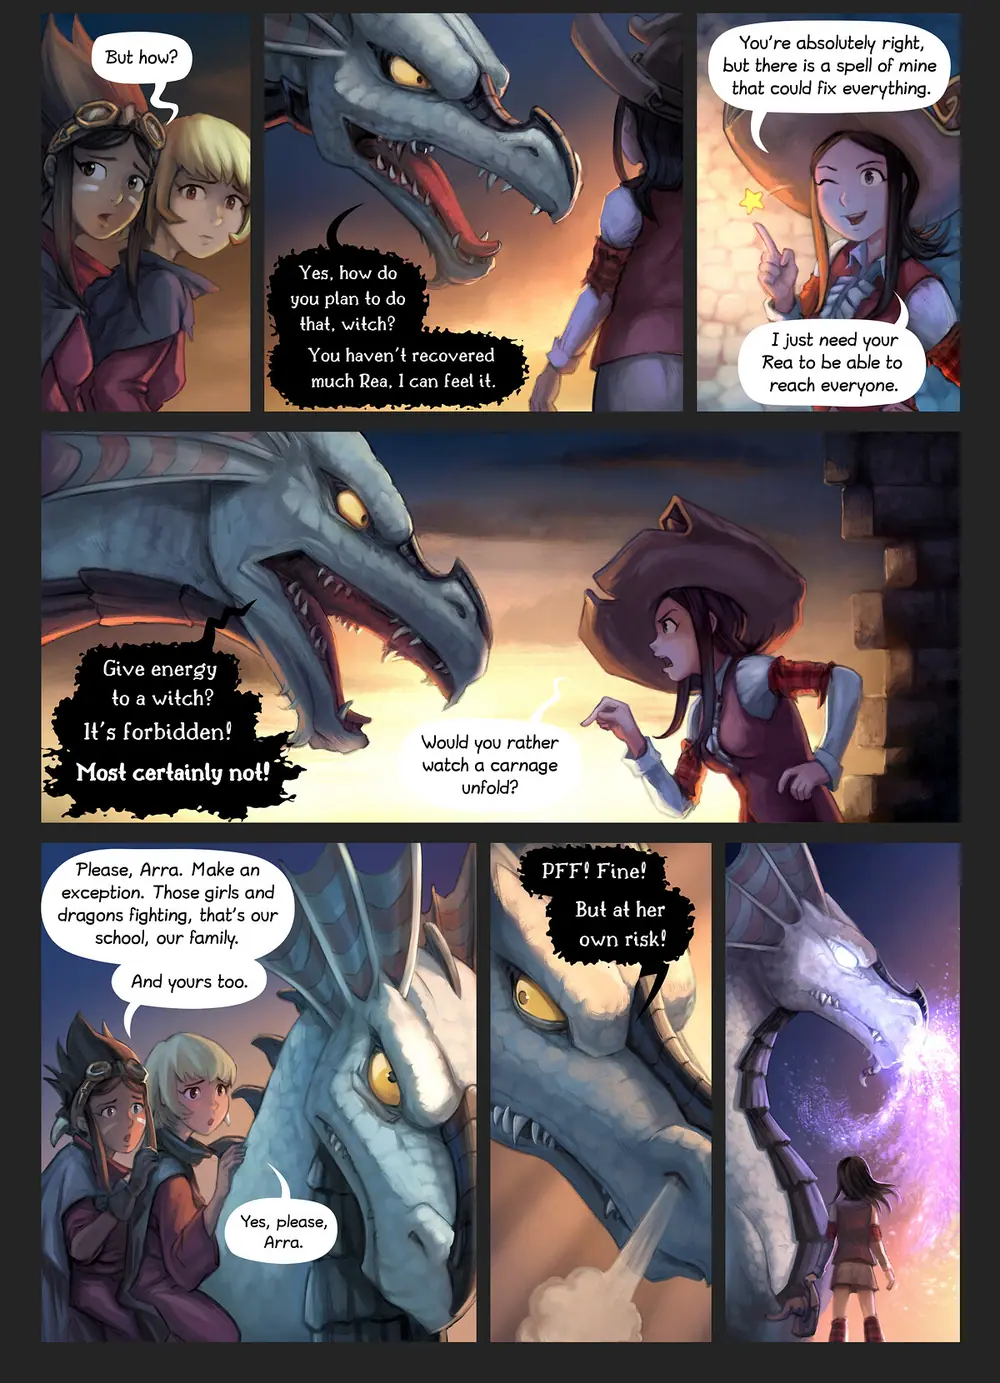 But how?
Yes, how do
you plan to do
that, witch?
You haven't recovered
much Rea, I can feel it.
You're absolutely right,
but there is a spell of mine
that could fix everything.
I just need your
Rea to be able to
reach everyone.
Give energy
to a witch?
It's forbidden!
Most certainly not!
Would you rather
watch a carnage
unfold?
Please, Arra. Make an
exception. Those girls and
dragons fighting, that's our
school, our family.
And yours too.
Yes, please,
Arra.
PFF! Fine!
But at her
own risk!